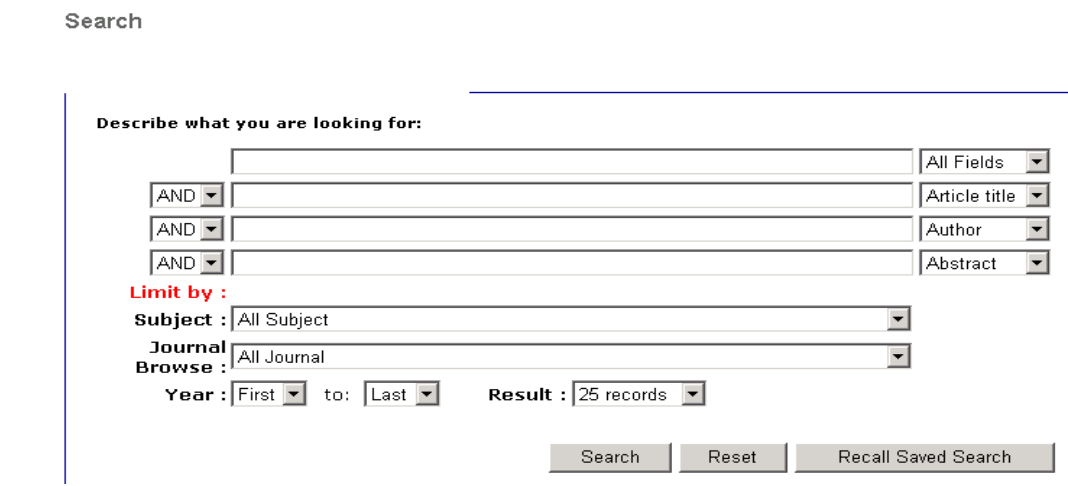 Search
Describe what you are looking for:
All Fields
AND Article title
AND Author
AND Abstract
Limit by :
Subject : All Subject
Journal
Browse : All Journal
Year : First to: Last Result : 25 records
Search Reset Recall Saved Search